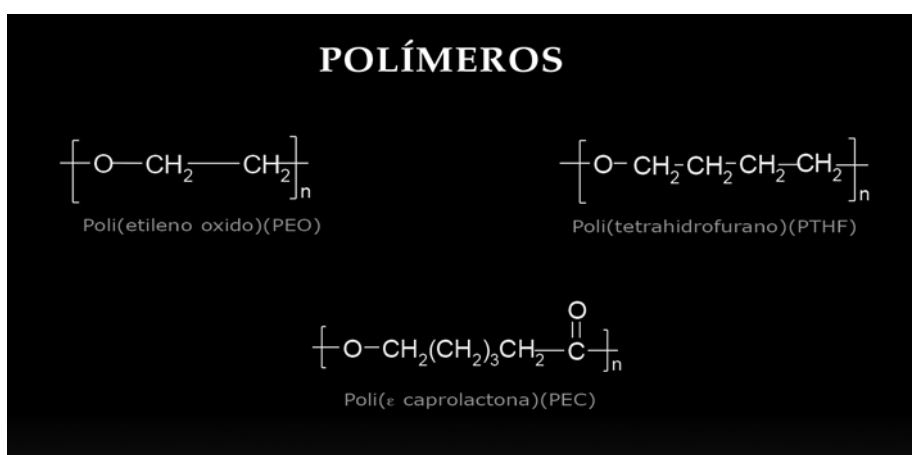 POLÍMEROS
O—CH₂—CH₂ n
Poli(etileno oxido)(PEO)
O-CH₂-CH₂-CH₂-CH₂ n
Poli(tetrahidrofurano)(PTHF)
O
O-CH₂(CH₂)₃CH₂-C n
Poli(ε caprolactona)(PEC)